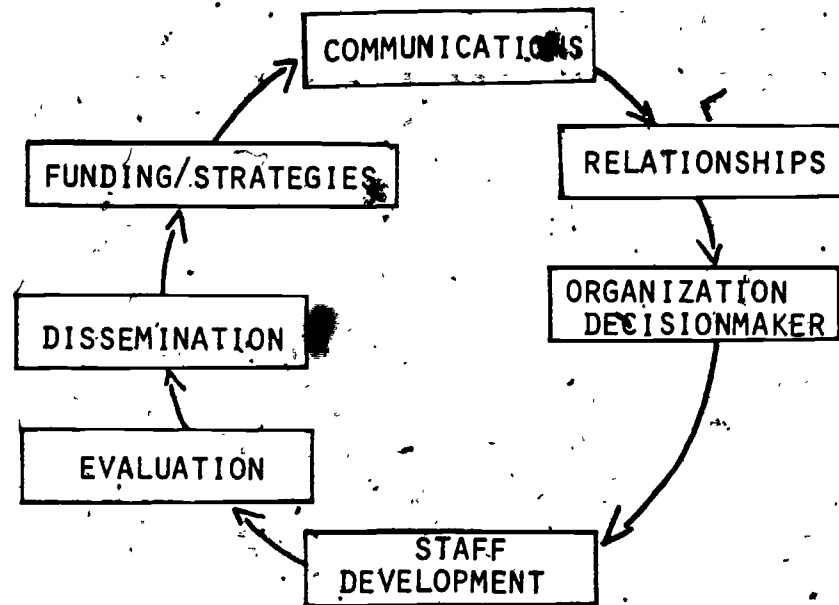 COMMUNICATIONS
RELATIONSHIPS
ORGANIZATION
DECISIONMAKER
STAFF
DEVELOPMENT
EVALUATION
DISSEMINATION
FUNDING/STRATEGIES